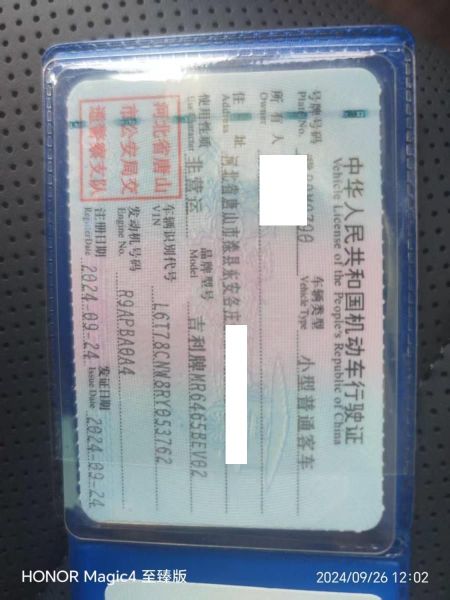 中华人民共和国机动车行驶证
Vehicle License of the People's Republic of China
号牌号码
Plate No.
车辆类型 小型普通客车
Vehicle Type
所有人
Owner
住址 河北省唐山市滦县东安各庄
Address
使用性质 非营运
Use Character
品牌型号 吉利牌MR6465BEV02
Model
河北省唐山
市公安局交
通警察支队
车辆识别代号 L6T78CNW8RY053762
VIN
发动机号码 R9APBA0A4
Engine No.
注册日期 2024-09-24
Register Date
发证日期 2024-09-24
Issue Date
HONOR Magic4 至臻版
2024/09/26 12:02